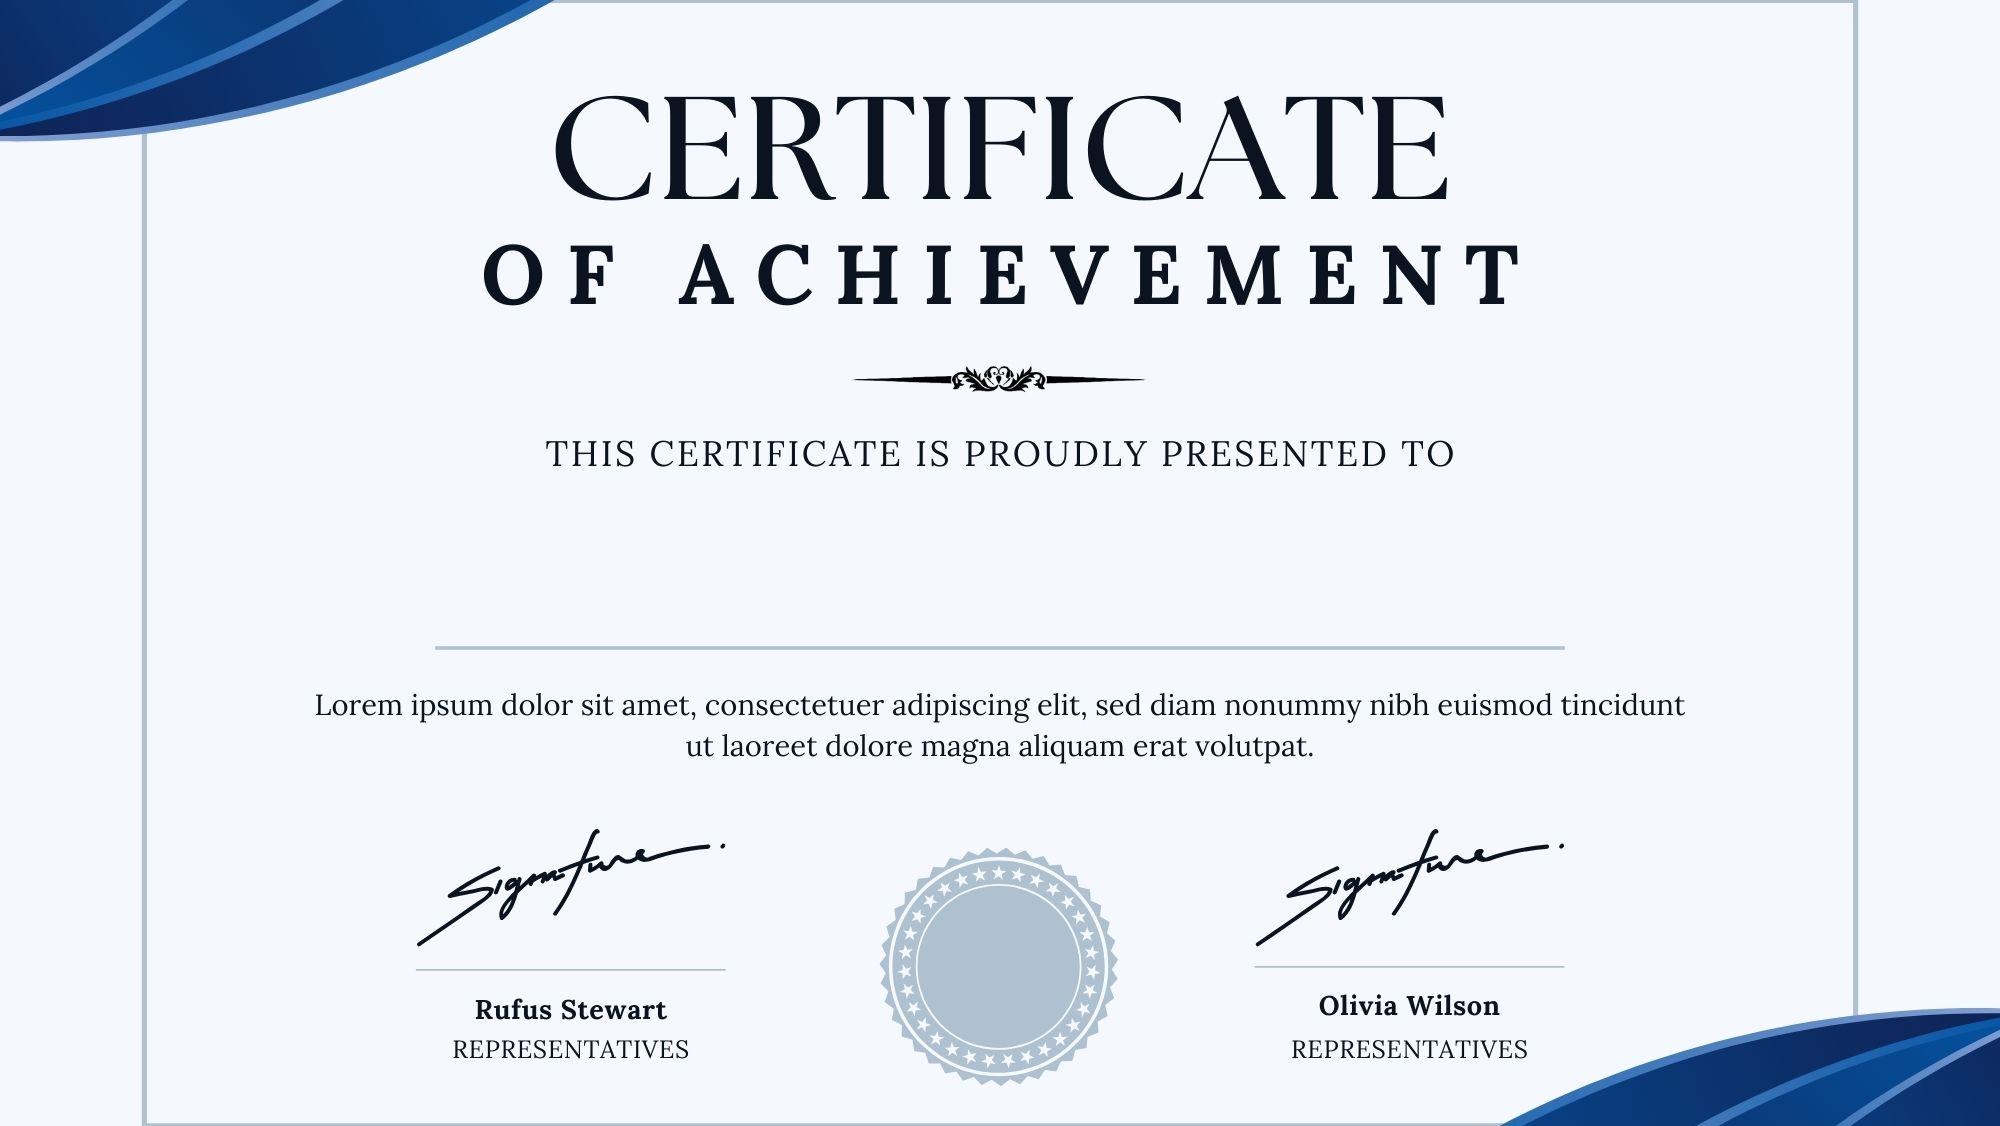 CERTIFICATE
OF ACHIEVEMENT
THIS CERTIFICATE IS PROUDLY PRESENTED TO
Lorem ipsum dolor sit amet, consectetuer adipiscing elit, sed diam nonummy nibh euismod tincidunt
ut laoreet dolore magna aliquam erat volutpat.
Signature Signature
Rufus Stewart Olivia Wilson
REPRESENTATIVES REPRESENTATIVES